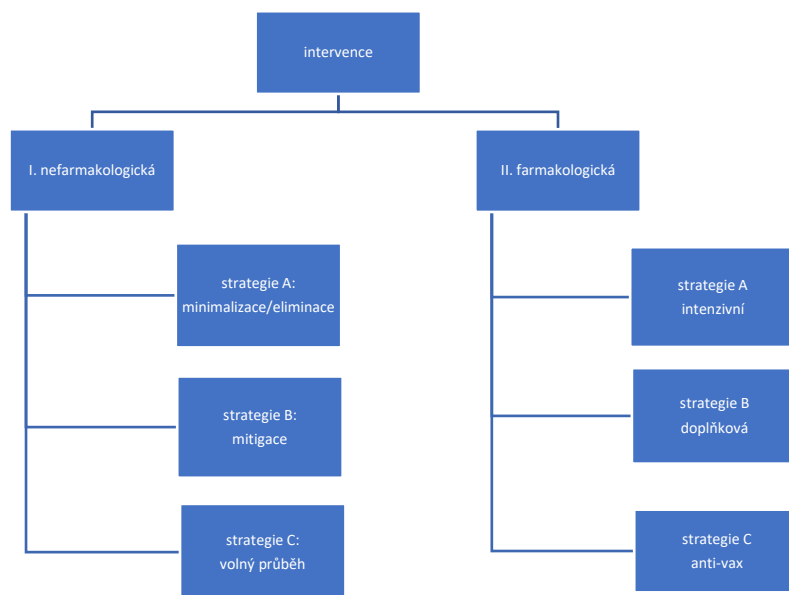 intervence
I. nefarmakologická
II. farmakologická
strategie A:
minimalizace/eliminace
strategie A
intenzivní
strategie B:
mitigace
strategie B
doplňková
strategie C:
volný průběh
strategie C
anti-vax